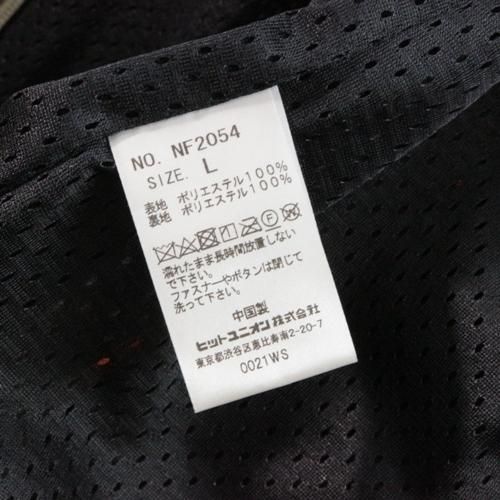 NO. NF2054
SIZE. L
表地 ポリエステル100%
裏地 ポリエステル100%
濡れたまま長時間放置しない
で下さい。
ファスナーやボタンは閉じて
洗って下さい。
中国製
ヒットユニオン株式会社
東京都渋谷区恵比寿南2-20-7
0021WS